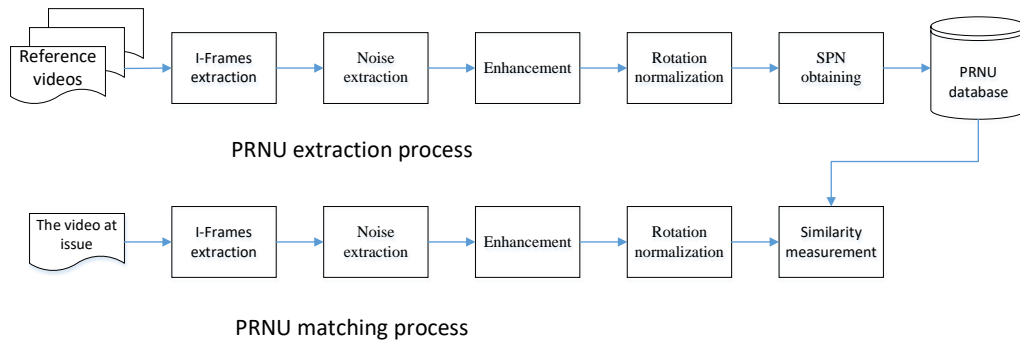 Reference
videos
I-Frames
extraction
Noise
extraction
Enhancement
Rotation
normalization
SPN
obtaining
PRNU
database
PRNU extraction process
The video at
issue
I-Frames
extraction
Noise
extraction
Enhancement
Rotation
normalization
Similarity
measurement
PRNU matching process